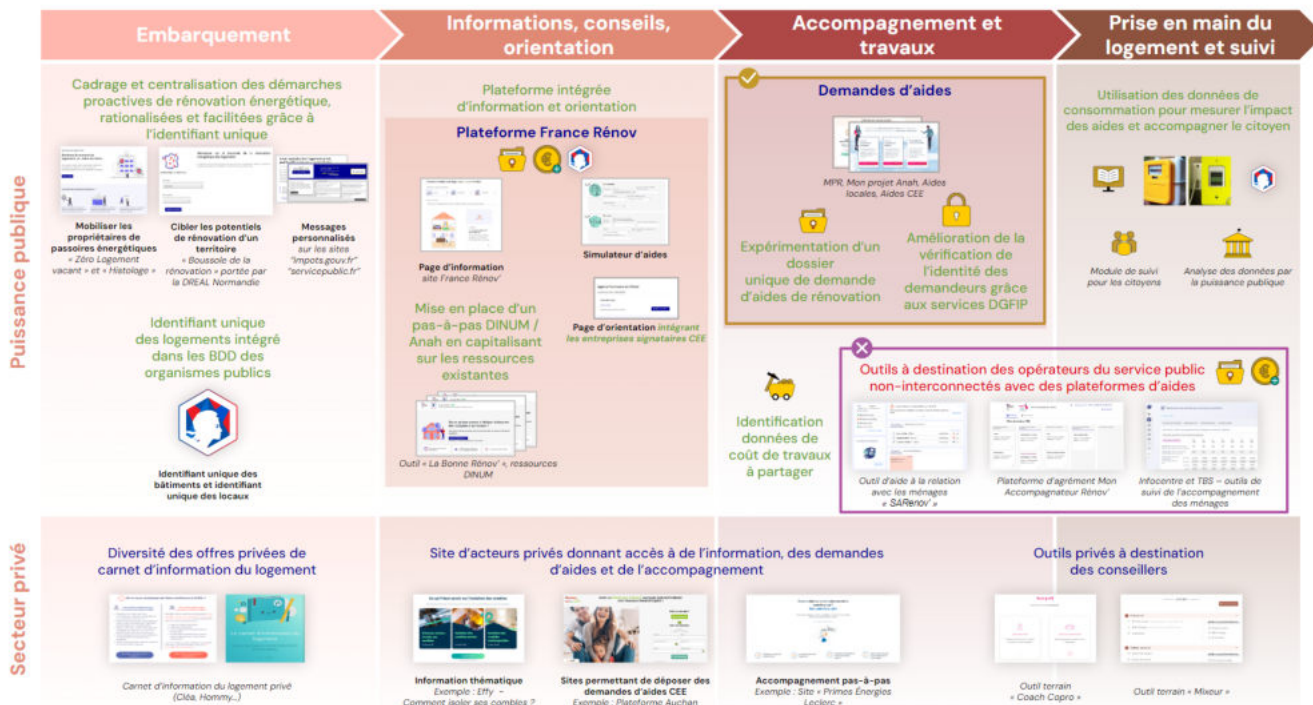 Embarquement
Informations, conseils,
orientation
Accompagnement et
travaux
Prise en main du
logement et suivi
Puissance publique
Cadrage et centralisation des démarches
proactives de rénovation énergétique,
rationalisées et facilitées grâce à
l'identifiant unique
Mobiliser les
propriétaires de
passoires énergétiques
« Zéro Logement
vacant » et « Histologe »
Cibler les potentiels
de rénovation d'un
territoire
« Boussole de la
rénovation » portée par
la DREAL Normandie
Messages
personnalisés
sur les sites
"impots.gouv.fr"
"servicepublic.fr"
Identifiant unique
des logements intégré
dans les BDD des
organismes publics
Identifiant unique des
bâtiments et identifiant
unique des locaux
Plateforme intégrée
d'information et orientation
Plateforme France Rénov
Page d'information
site France Rénov'
Simulateur d'aides
Mise en place d'un
pas-à-pas DINUM /
Anah en capitalisant
sur les ressources
existantes
Page d'orientation intégrant
les entreprises signataires CEE
Outil « La Bonne Rénov' », ressources
DINUM
Demandes d'aides
MPR, Mon projet Anah, Aides
locales, Aides CEE
Expérimentation d'un
dossier
unique de demande
d'aides de rénovation
Amélioration de la
vérification de
l'identité des
demandeurs grâce
aux services DGFIP
Identification
données de
coût de travaux
à partager
Outils à destination des opérateurs du service public
non-interconnectés avec des plateformes d'aides
Outil d'aide à la relation
avec les ménages
« SARenov' »
Plateforme d'agrément Mon
Accompagnateur Rénov'
Infocentre et TBS – outils de
suivi de l'accompagnement
des ménages
Utilisation des données de
consommation pour mesurer l'impact
des aides et accompagner le citoyen
Module de suivi
pour les citoyens
Analyse des données par
la puissance publique
Secteur privé
Diversité des offres privées de
carnet d'information du logement
Carnet d'information du logement privé
(Cléa, Hommy...)
Site d'acteurs privés donnant accès à de l'information, des demandes
d'aides et de l'accompagnement
Information thématique
Exemple : Effy –
Comment isoler ses combles ?
Sites permettant de déposer des
demandes d'aides CEE
Exemple : Plateforme Auchan
Accompagnement pas-à-pas
Exemple : Site « Primes Énergies
Leclerc »
Outils privés à destination
des conseillers
Outil terrain
« Coach Copro »
Outil terrain « Mixeur »